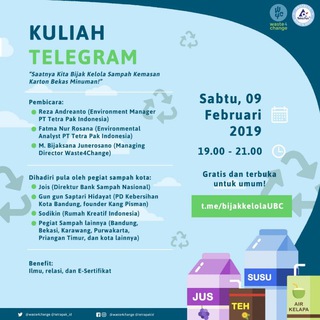 KULIAH
TELEGRAM
"Saatnya Kita Bijak Kelola Sampah Kemasan
Karton Bekas Minuman!"
Pembicara:
Reza Andreanto (Environment Manager
PT Tetra Pak Indonesia)
Fatma Nur Rosana (Environmental
Analyst PT Tetra Pak Indonesia)
M. Bijaksana Junerosano (Managing
Director Waste4Change)
Dihadiri pula oleh pegiat sampah kota:
Jois (Direktur Bank Sampah Nasional)
Gun gun Saptari Hidayat (PD Kebersihan
Kota Bandung, founder Kang Pisman)
Sodikin (Rumah Kreatif Indonesia)
Pegiat Sampah lainnya (Bandung,
Bekasi, Karawang, Purwakarta,
Priangan Timur, dan kota lainnya)
Benefit:
Ilmu, relasi, dan E-Sertifikat
waste4
change
Tetra Pak
Sabtu, 09
Februari
2019
19.00 - 21.00
Gratis dan terbuka
untuk umum!
t.me/bijakkelolaUBC
JUS
TEH
SUSU
AIR
KELAPA